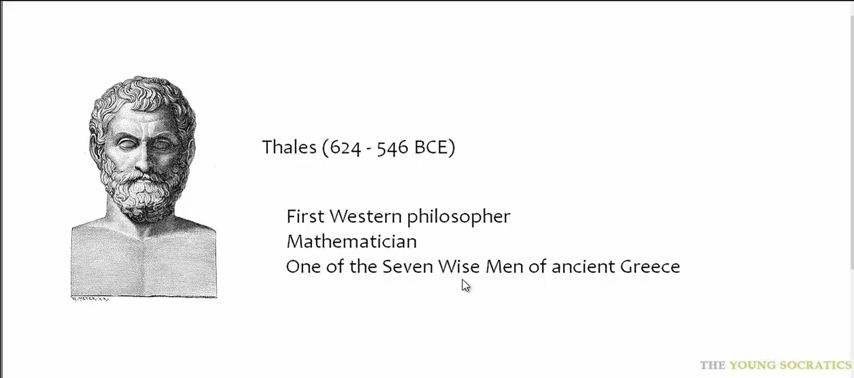 Thales (624 - 546 BCE)
First Western philosopher
Mathematician
One of the Seven Wise Men of ancient Greece
THE YOUNG SOCRATICS